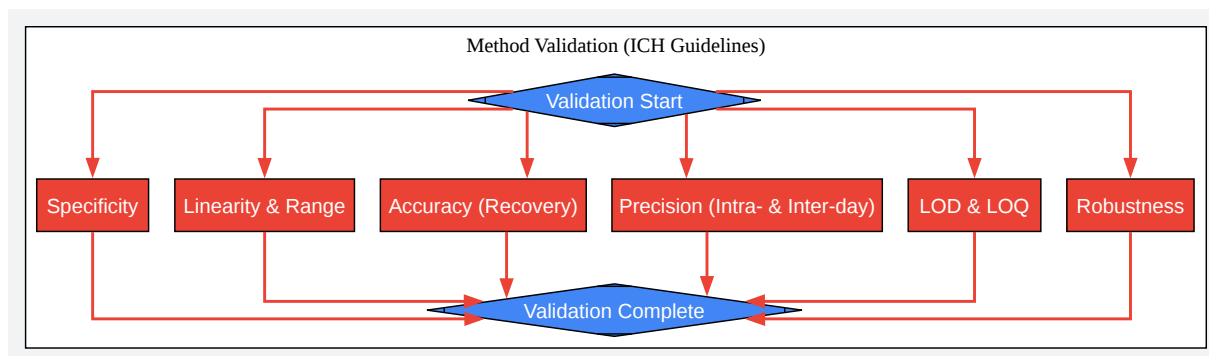 Method Validation (ICH Guidelines)
Validation Start
Specificity
Linearity & Range
Accuracy (Recovery)
Precision (Intra- & Inter-day)
LOD & LOQ
Robustness
Validation Complete